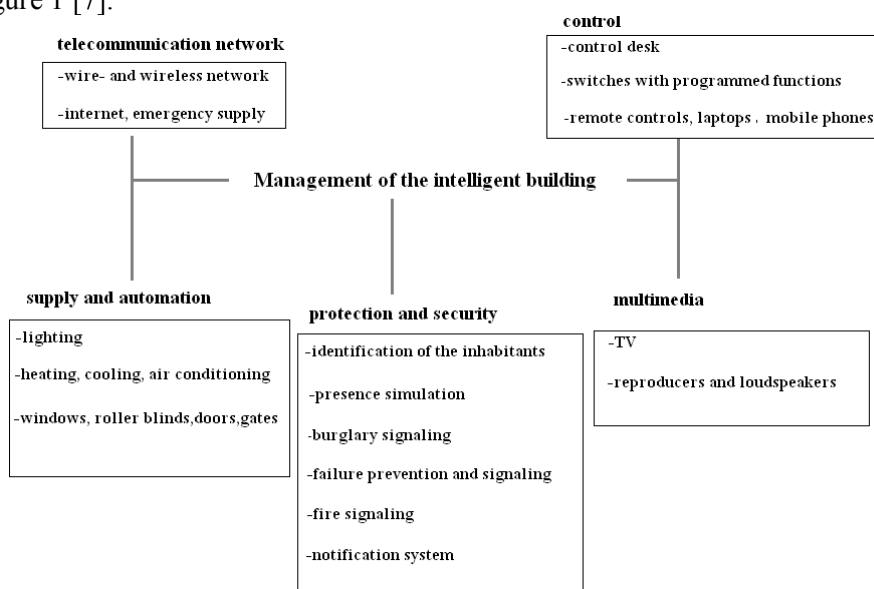 gure 1 [7].
telecommunication network
-wire- and wireless network
-internet, emergency supply
control
-control desk
-switches with programmed functions
-remote controls, laptops , mobile phones
Management of the intelligent building
supply and automation
-lighting
-heating, cooling, air conditioning
-windows, roller blinds,doors,gates
protection and security
-identification of the inhabitants
-presence simulation
-burglary signaling
-failure prevention and signaling
-fire signaling
-notification system
multimedia
-TV
-reproducers and loudspeakers